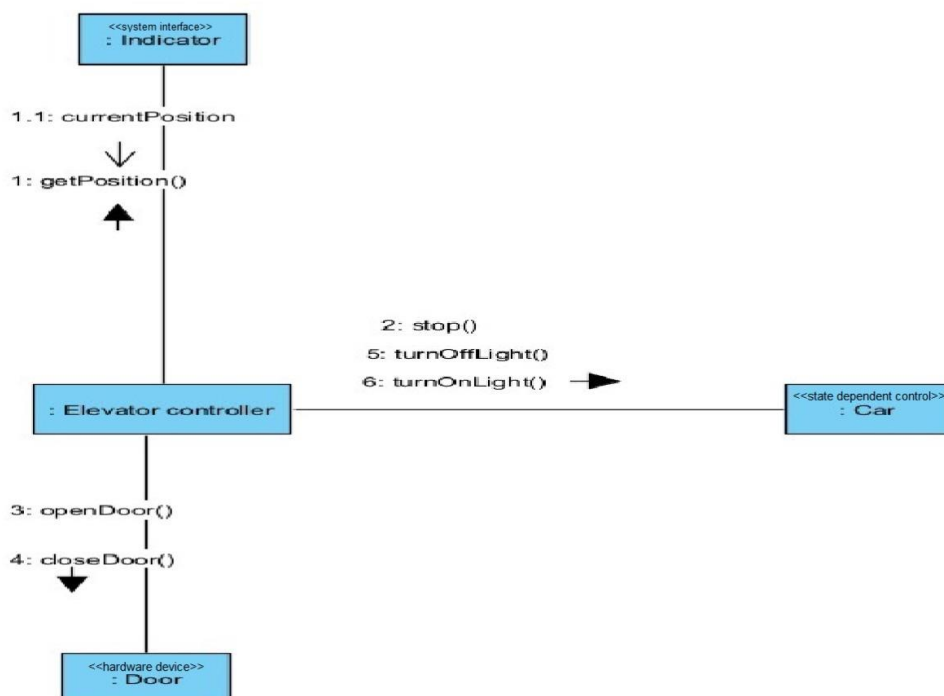 <<system interface>>
: Indicator
1.1: currentPosition
1: getPosition()
2: stop()
5: turnOffLight()
6: turnOnLight()
: Elevator controller
<<state dependent control>>
: Car
3: openDoor()
4: closeDoor()
<<hardware device>>
: Door